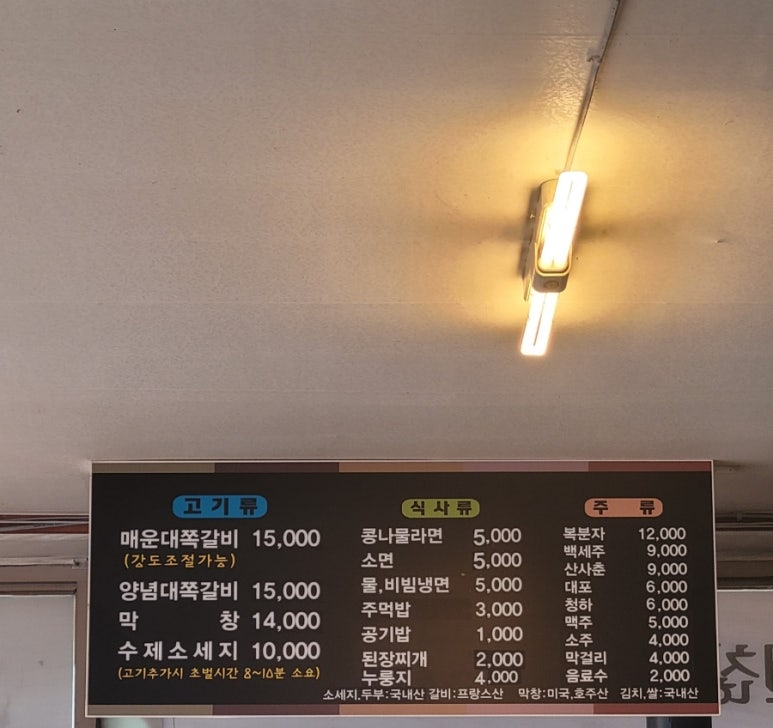 고기류
매운대쪽갈비 15,000
(강도조절가능)
양념대쪽갈비 15,000
막창 14,000
수제소세지 10,000
(고기추가시 초벌시간 8~10분 소요)
식사류
콩나물라면 5,000
소면 5,000
물,비빔냉면 5,000
주먹밥 3,000
공기밥 1,000
된장찌개 2,000
누룽지 4,000
주류
복분자 12,000
백세주 9,000
산사춘 9,000
대포 6,000
청하 6,000
맥주 5,000
소주 4,000
막걸리 4,000
음료수 2,000
소세지,두부:국내산 갈비:프랑스산 막창:미국,호주산 김치,쌀:국내산